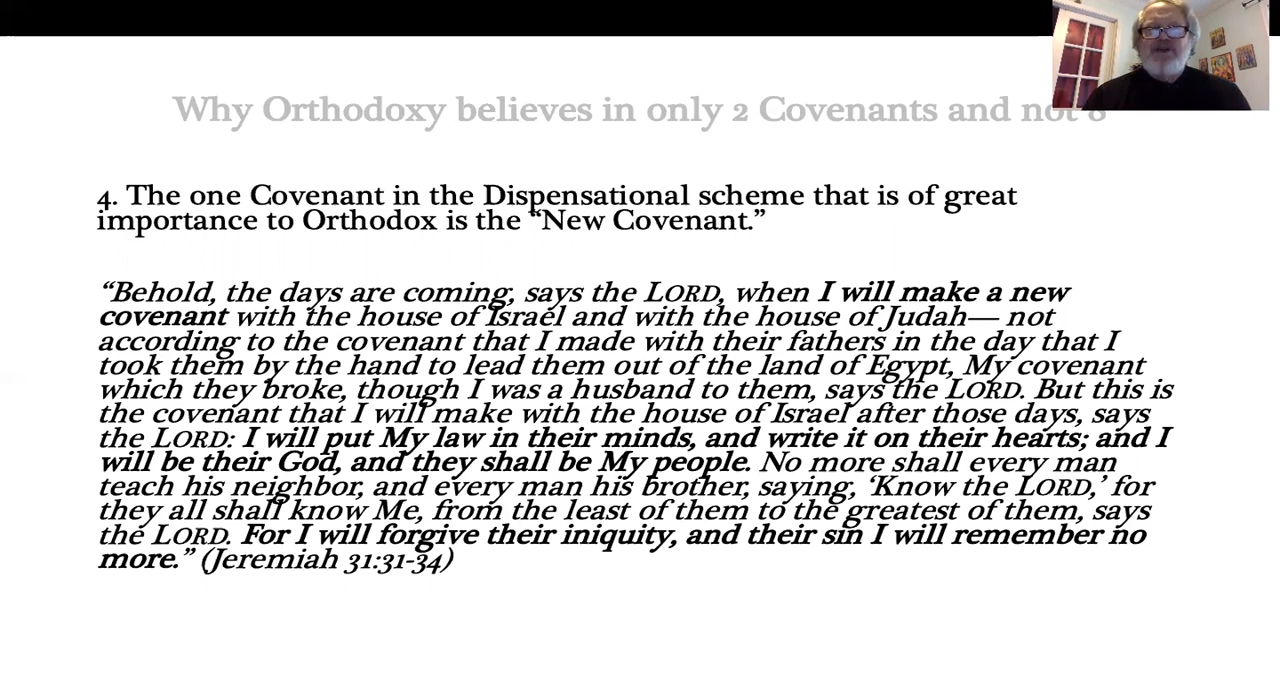 Why Orthodoxy believes in only 2 Covenants and not 8
4. The one Covenant in the Dispensational scheme that is of great
importance to Orthodox is the “New Covenant.”
“Behold, the days are coming, says the LORD, when I will make a new
covenant with the house of Israel and with the house of Judah— not
according to the covenant that I made with their fathers in the day that I
took them by the hand to lead them out of the land of Egypt, My covenant
which they broke, though I was a husband to them, says the LORD. But this is
the covenant that I will make with the house of Israel after those days, says
the LORD: I will put My law in their minds, and write it on their hearts; and I
will be their God, and they shall be My people. No more shall every man
teach his neighbor, and every man his brother, saying, ‘Know the LORD,’ for
they all shall know Me, from the least of them to the greatest of them, says
the LORD. For I will forgive their iniquity, and their sin I will remember no
more.” (Jeremiah 31:31-34)